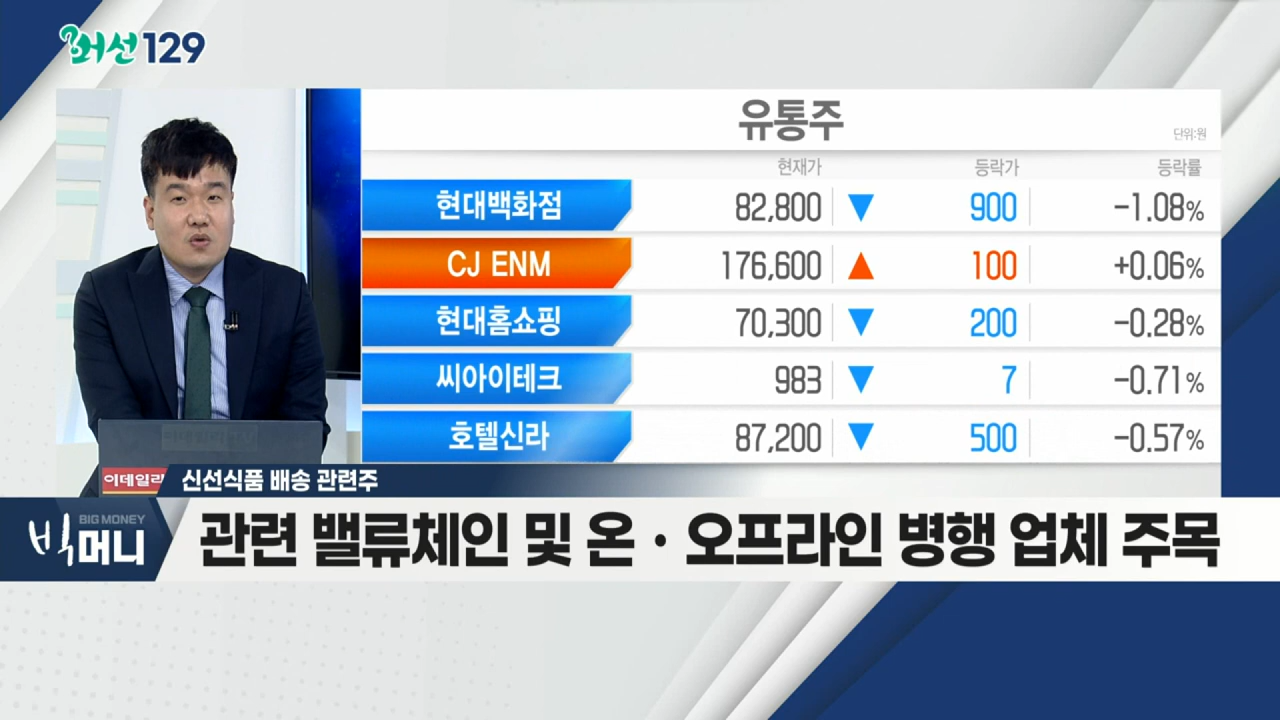 머선129
유통주
단위:원
현재가 등락가 등락률
현대백화점 82,800 ▼ 900 -1.08%
CJ ENM 176,600 ▲ 100 +0.06%
현대홈쇼핑 70,300 ▼ 200 -0.28%
씨아이테크 983 ▼ 7 -0.71%
호텔신라 87,200 ▼ 500 -0.57%
이데일리 신선식품 배송 관련주
BIG MONEY
빅머니
관련 밸류체인 및 온·오프라인 병행 업체 주목